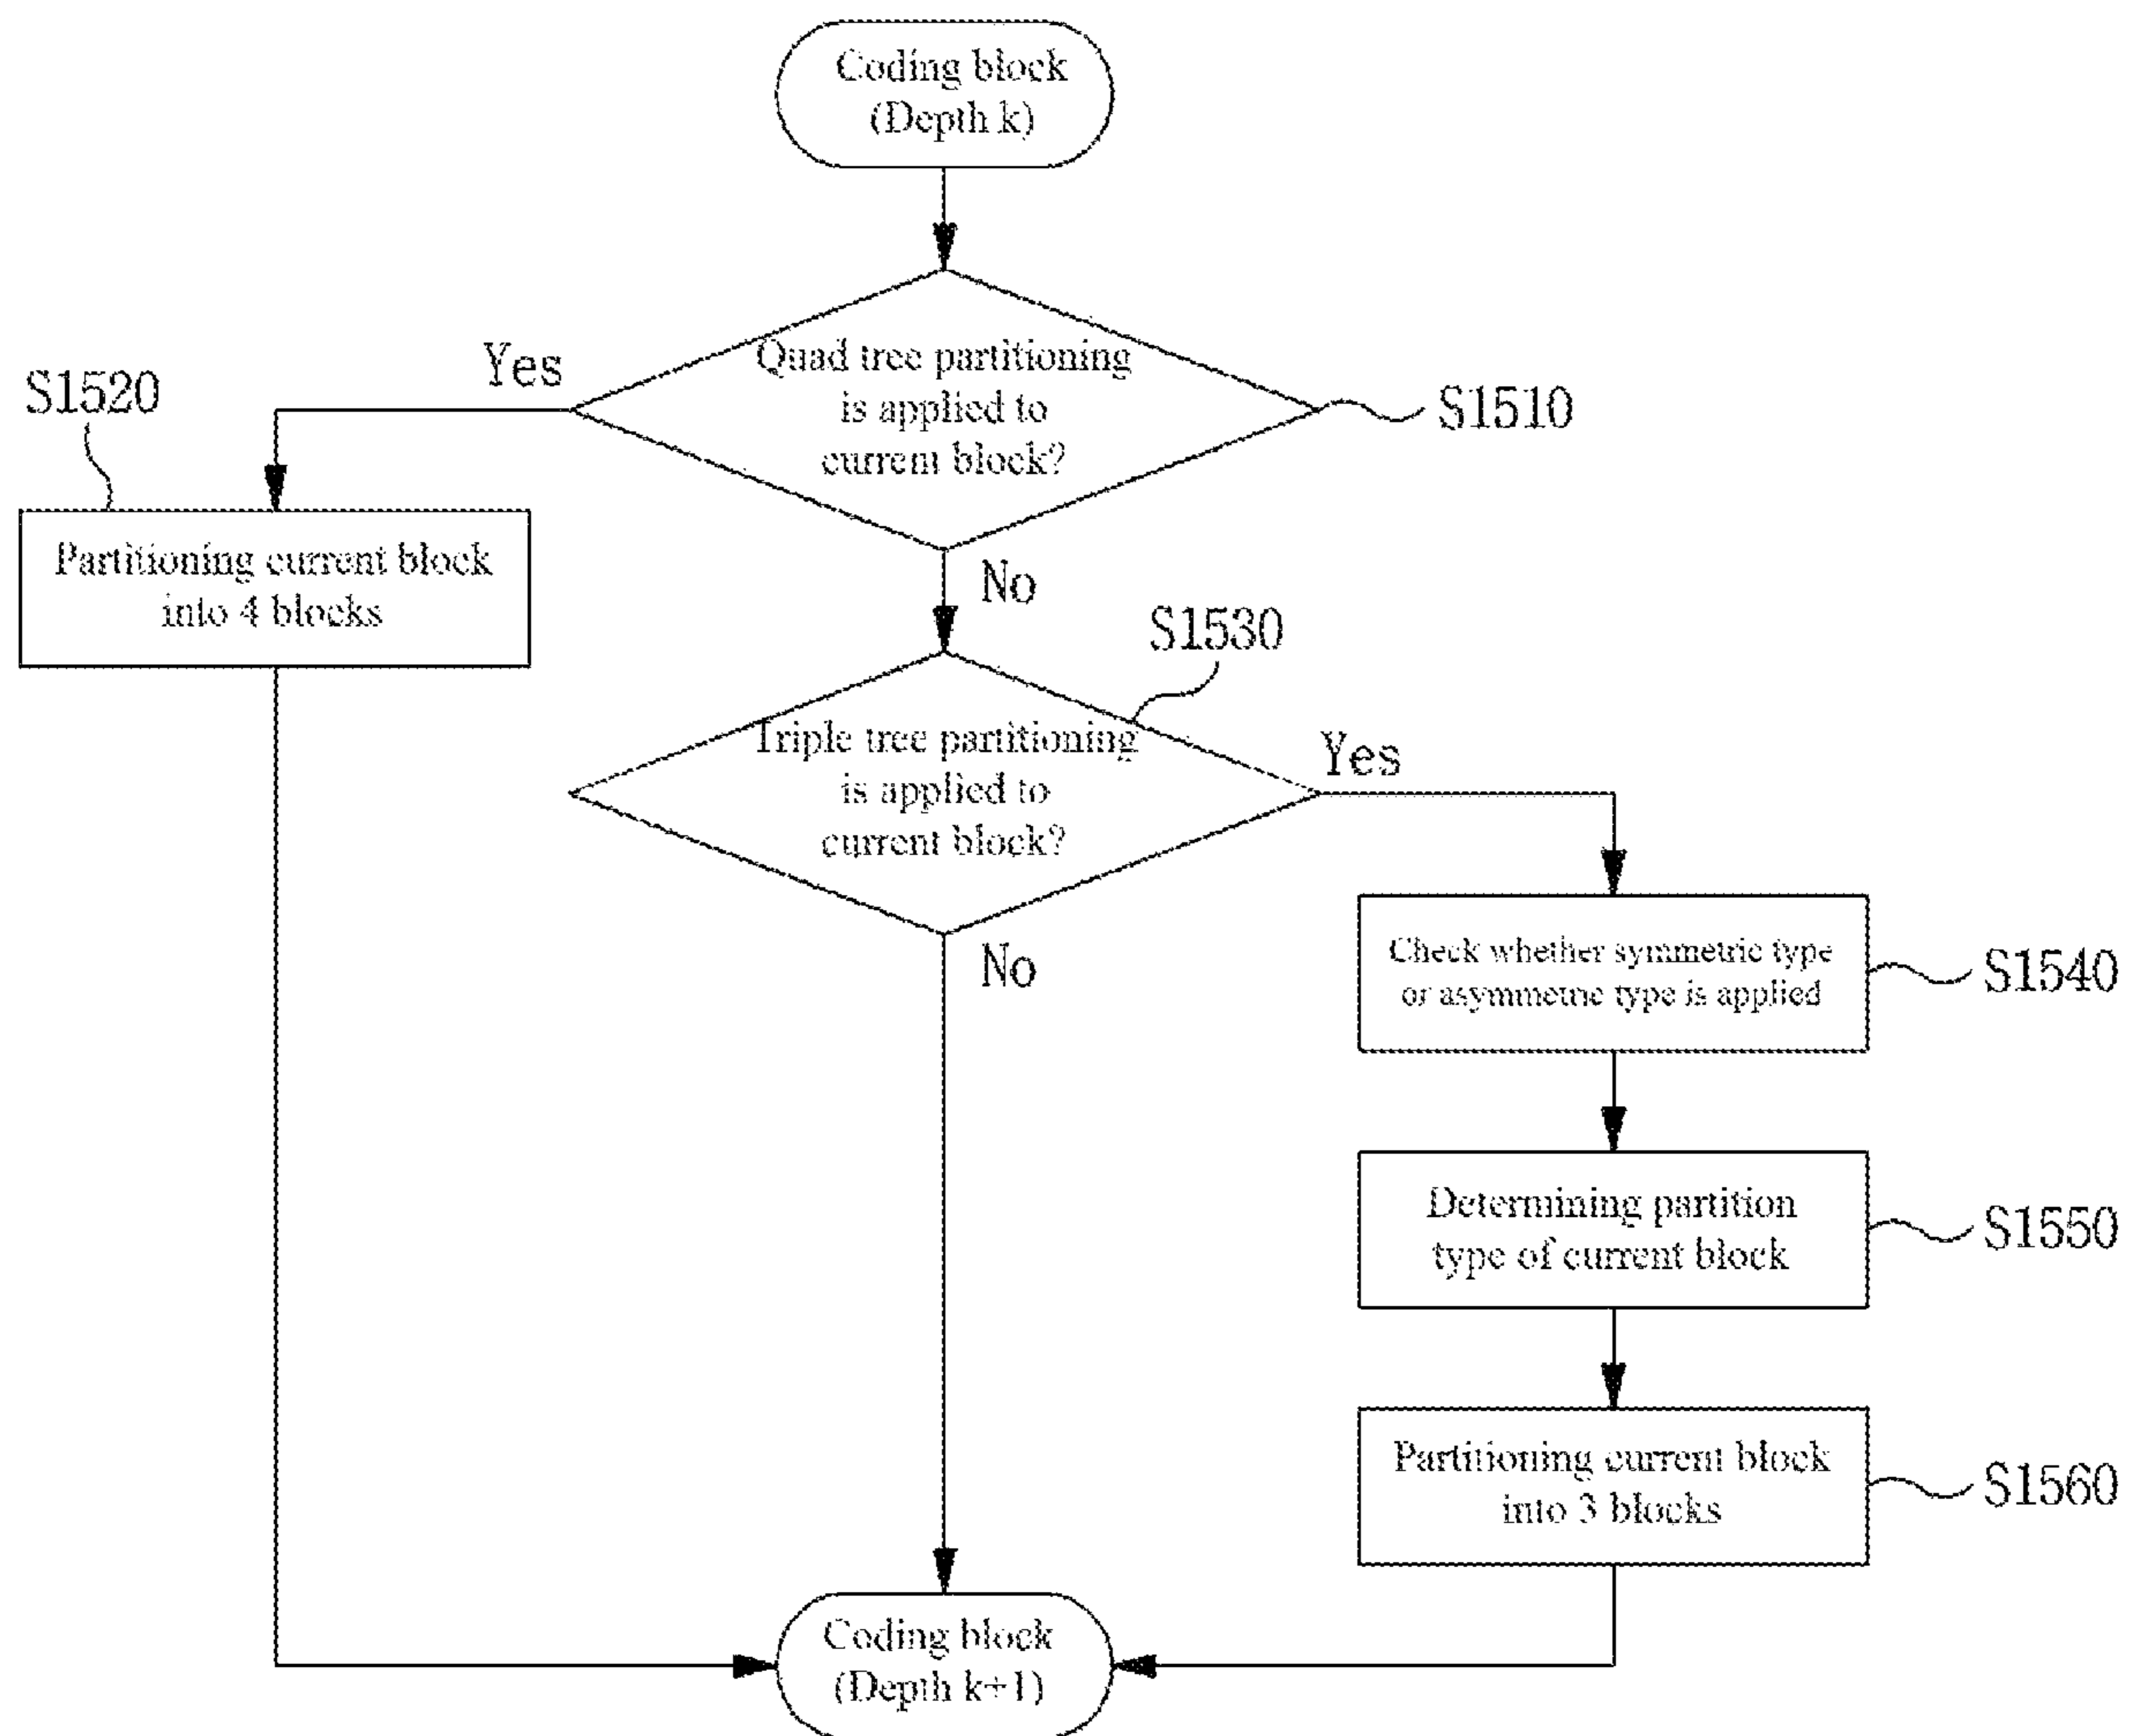 Coding block
(Depth k)
Quad tree partitioning
is applied to
current block?
Yes
S1510
S1520
Partitioning current block
into 4 blocks
No
S1530
Triple tree partitioning
is applied to
current block?
Yes
No
Check whether symmetric type
or asymmetric type is applied
S1540
Determining partition
type of current block
S1550
Partitioning current block
into 3 blocks
S1560
Coding block
(Depth k+1)